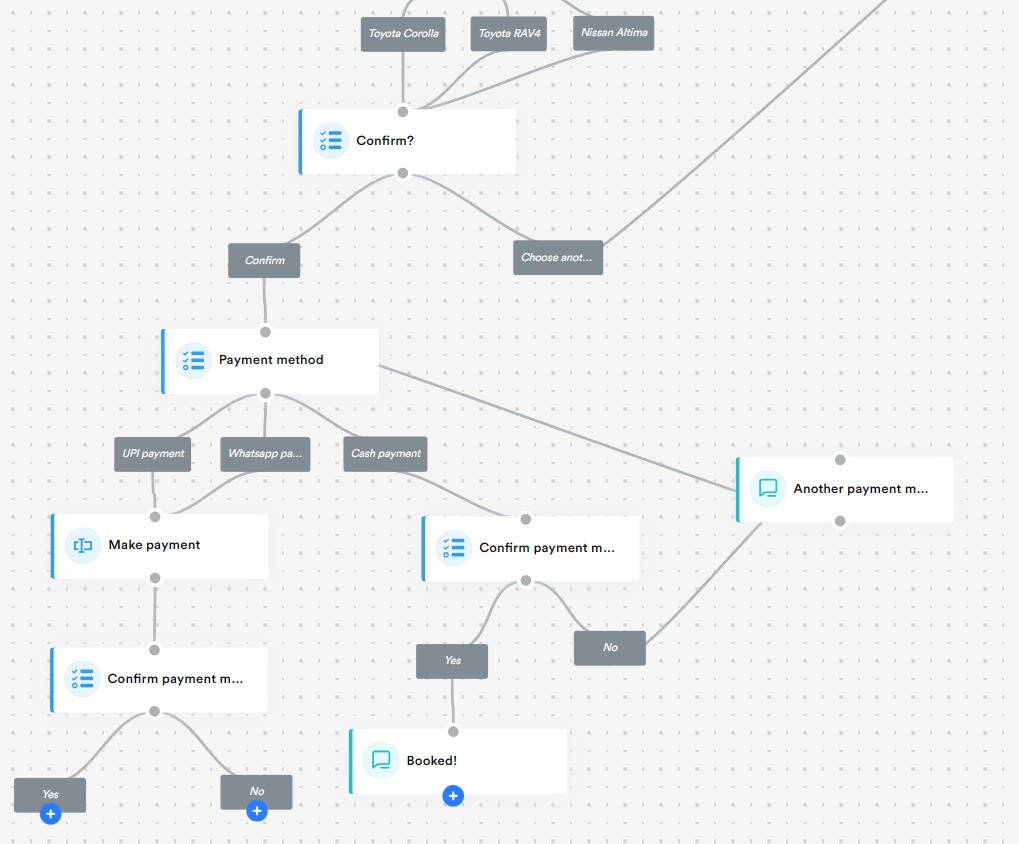 Toyota Corolla
Toyota RAV4
Nissan Altima
Confirm?
Confirm
Choose anot...
Payment method
UPI payment
Whatsapp pa...
Cash payment
Another payment m...
Make payment
Confirm payment m...
Yes
No
Confirm payment m...
Booked!
Yes
No